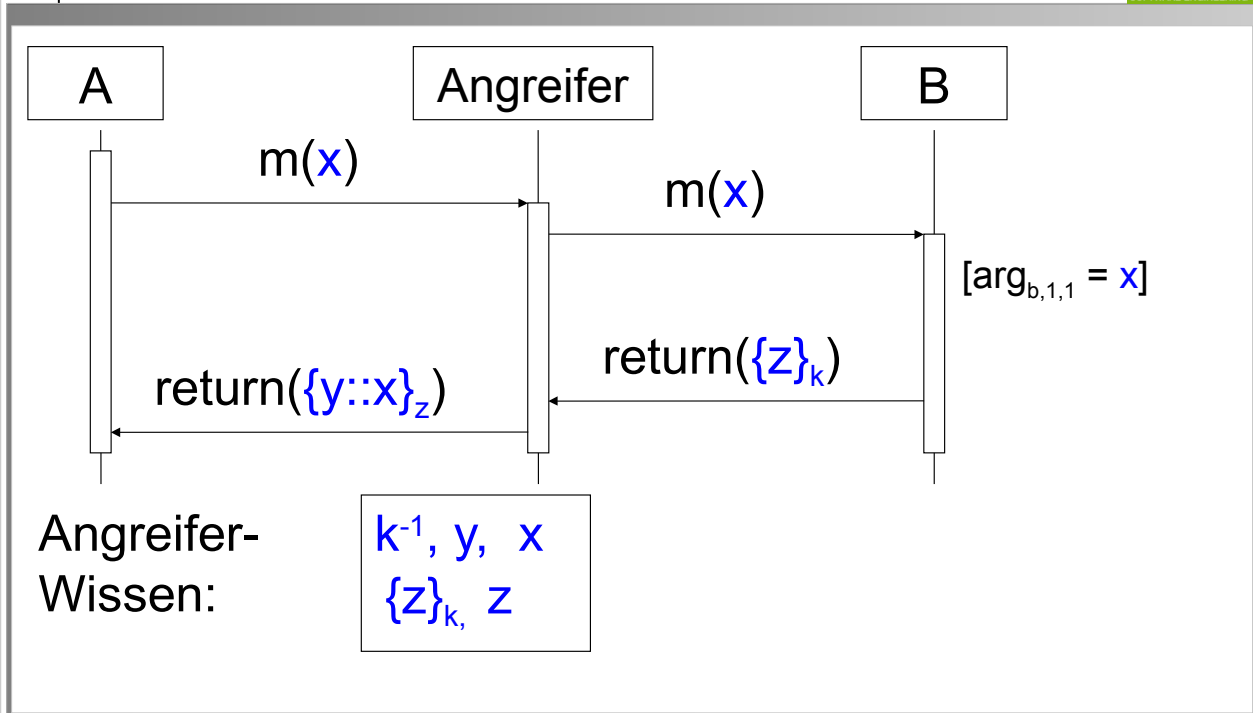 A
Angreifer
B
m(x)
m(x)
[arg_b,1,1 = x]
return({z}_k)
return({y::x}_z)
Angreifer-
Wissen:
k⁻¹, y, x
{z}_k, z